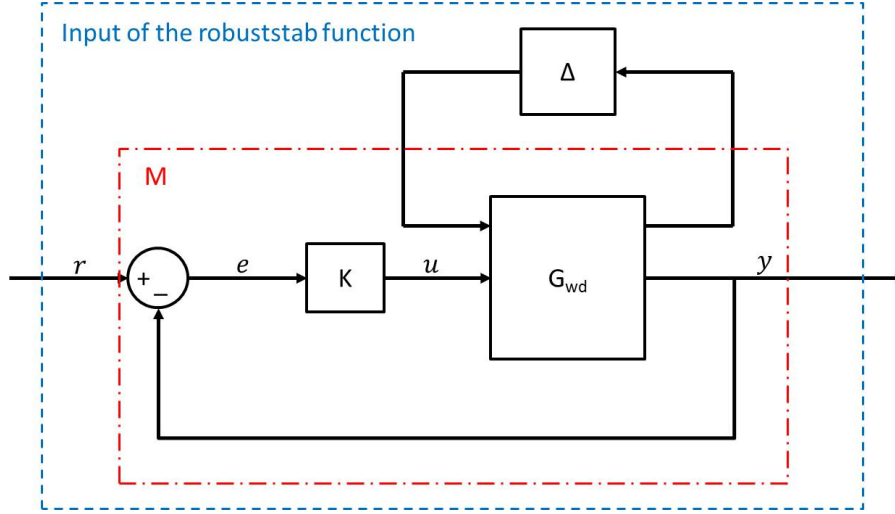 Input of the robuststab function
Δ
M
r
+
−
e
K
u
Gwd
y